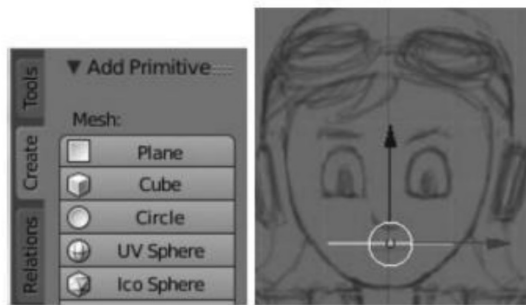 Add Primitive
Mesh:
Plane
Cube
Circle
UV Sphere
Ico Sphere
Tools
Create
Relations